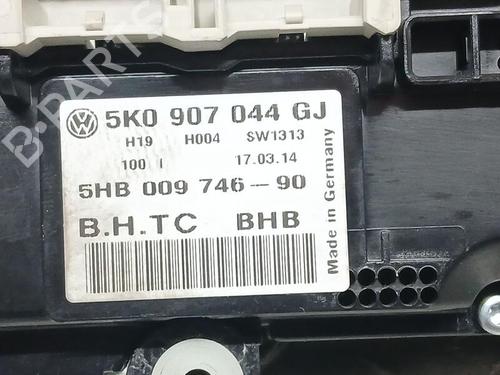 B-PARTS
5K0 907 044 GJ
H19 H004 SW1313
100 I 17.03.14
5HB 009 746-90
B.H.TC BHB
Made in Germany